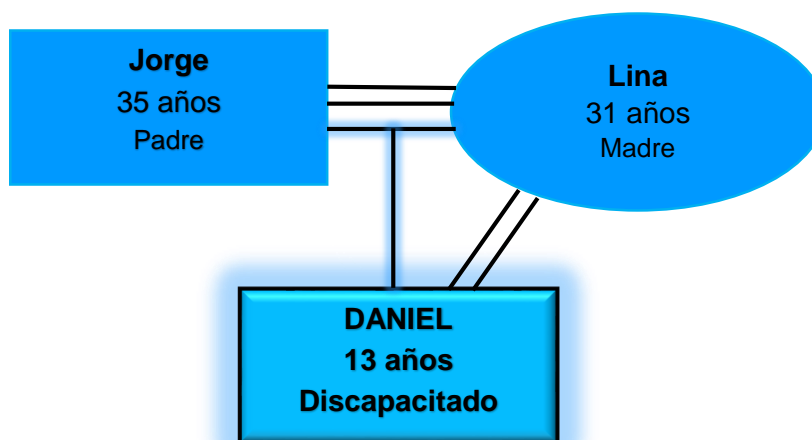 Jorge
35 años
Padre
Lina
31 años
Madre
DANIEL
13 años
Discapacitado